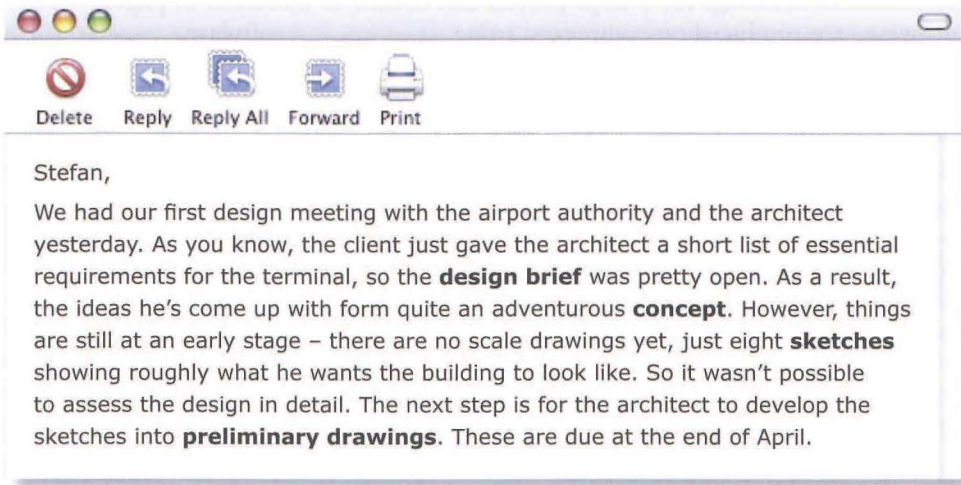 Delete Reply Reply All Forward Print
Stefan,
We had our first design meeting with the airport authority and the architect
yesterday. As you know, the client just gave the architect a short list of essential
requirements for the terminal, so the design brief was pretty open. As a result,
the ideas he's come up with form quite an adventurous concept. However, things
are still at an early stage – there are no scale drawings yet, just eight sketches
showing roughly what he wants the building to look like. So it wasn't possible
to assess the design in detail. The next step is for the architect to develop the
sketches into preliminary drawings. These are due at the end of April.